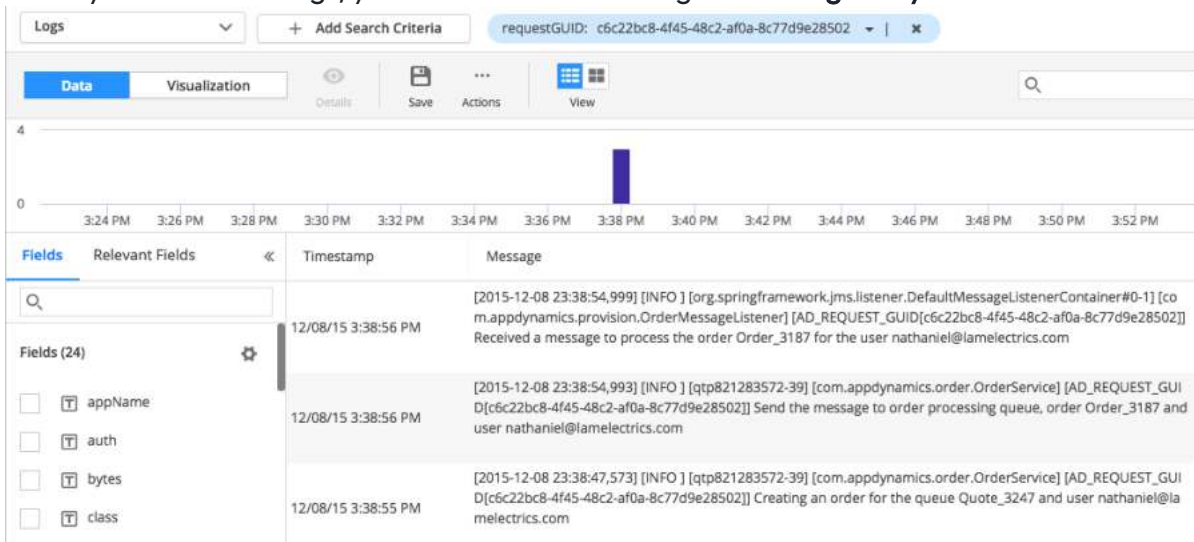 Logs
+ Add Search Criteria
requestGUID: c6c22bc8-4f45-48c2-af0a-8c77d9e28502
Data
Visualization
Details
Save
Actions
View
4
0
3:24 PM 3:26 PM 3:28 PM 3:30 PM 3:32 PM 3:34 PM 3:36 PM 3:38 PM 3:40 PM 3:42 PM 3:44 PM 3:46 PM 3:48 PM 3:50 PM 3:52 PM
Fields
Relevant Fields
Timestamp
Message
Fields (24)
appName
auth
bytes
class
12/08/15 3:38:56 PM
[2015-12-08 23:38:54,999] [INFO ] [org.springframework.jms.listener.DefaultMessageListenerContainer#0-1] [co
m.appdynamics.provision.OrderMessageListener] [AD_REQUEST_GUID[c6c22bc8-4f45-48c2-af0a-8c77d9e28502]]
Received a message to process the order Order_3187 for the user nathaniel@lamelectrics.com
12/08/15 3:38:56 PM
[2015-12-08 23:38:54,993] [INFO ] [qtp821283572-39] [com.appdynamics.order.OrderService] [AD_REQUEST_GUI
D[c6c22bc8-4f45-48c2-af0a-8c77d9e28502]] Send the message to order processing queue, order Order_3187 and
user nathaniel@lamelectrics.com
12/08/15 3:38:55 PM
[2015-12-08 23:38:47,573] [INFO ] [qtp821283572-39] [com.appdynamics.order.OrderService] [AD_REQUEST_GUI
D[c6c22bc8-4f45-48c2-af0a-8c77d9e28502]] Creating an order for the queue Quote_3247 and user nathaniel@la
melectrics.com